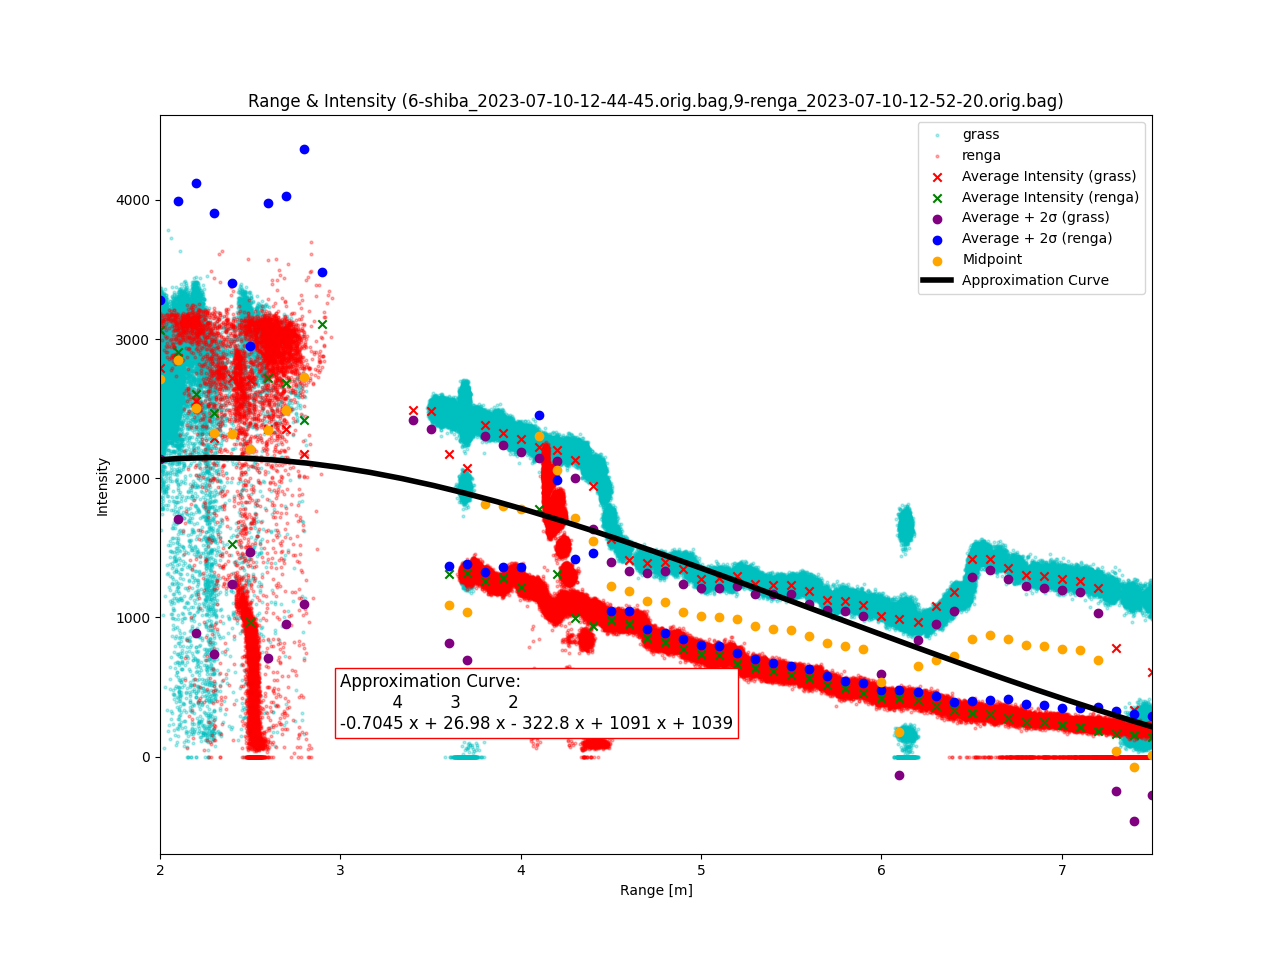 Range & Intensity (6-shiba_2023-07-10-12-44-45.orig.bag,9-renga_2023-07-10-12-52-20.orig.bag)
grass
renga
Average Intensity (grass)
Average Intensity (renga)
Average + 2σ (grass)
Average + 2σ (renga)
Midpoint
Approximation Curve
4000
3000
2000
1000
0
Intensity
Approximation Curve:
4 3 2
-0.7045 x + 26.98 x - 322.8 x + 1091 x + 1039
2 3 4 5 6 7
Range [m]